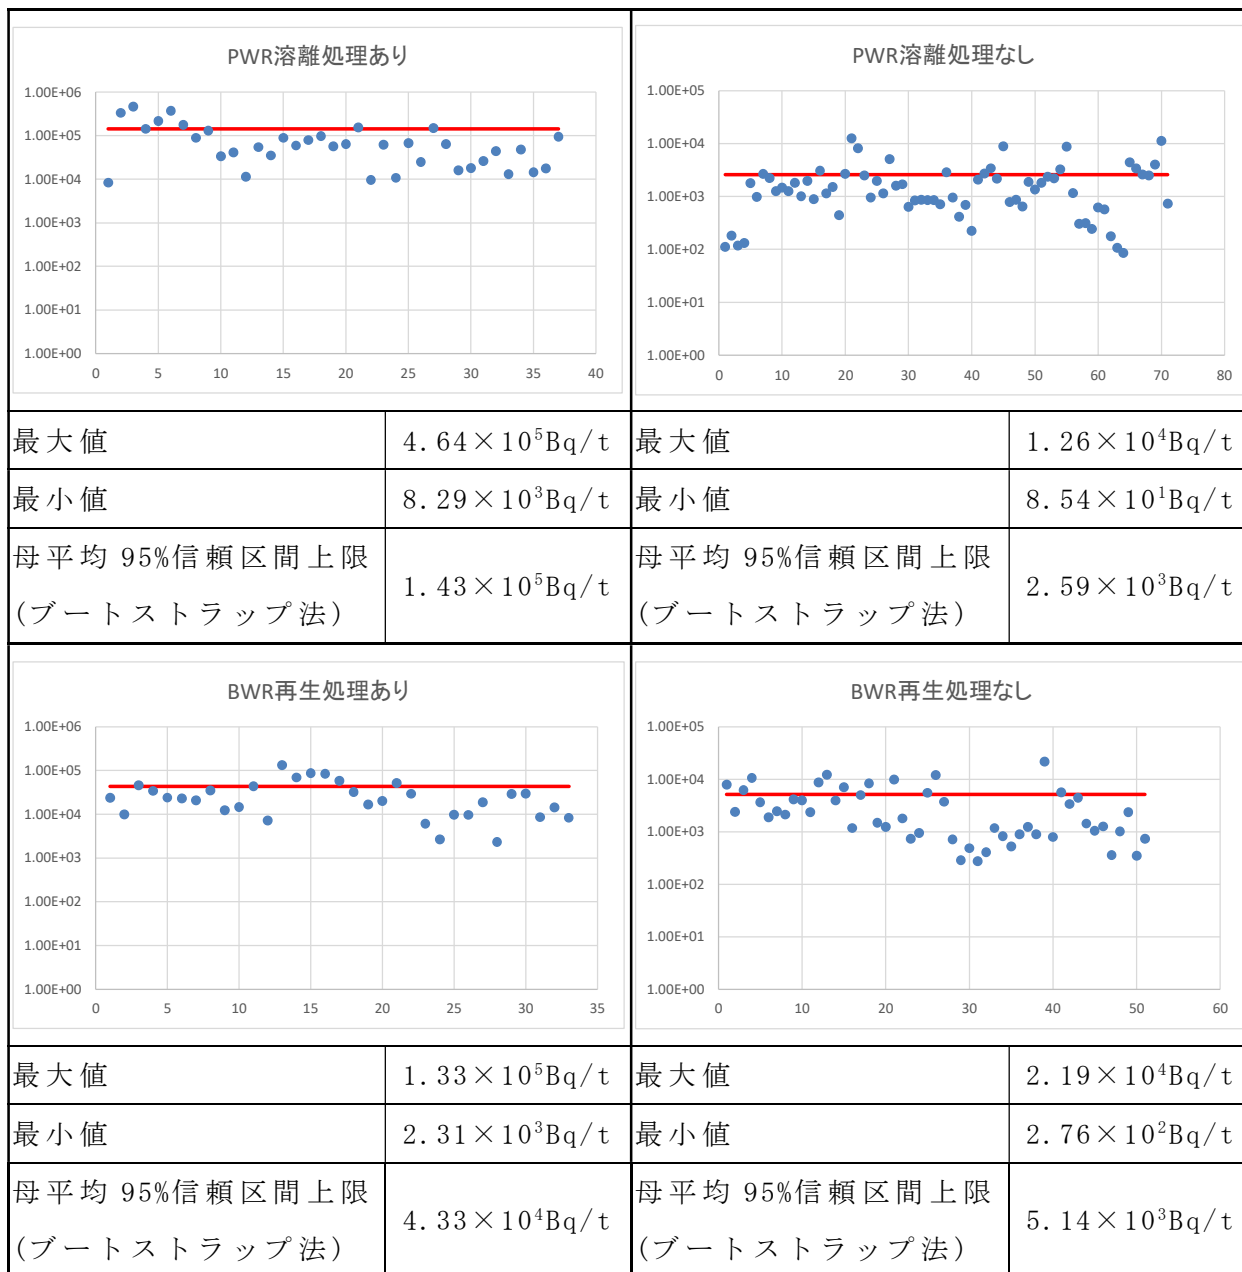 PWR溶離処理あり
1.00E+06
1.00E+05
1.00E+04
1.00E+03
1.00E+02
1.00E+01
1.00E+00
0 5 10 15 20 25 30 35 40
PWR溶離処理なし
1.00E+05
1.00E+04
1.00E+03
1.00E+02
1.00E+01
1.00E+00
0 10 20 30 40 50 60 70 80
最大値 4.64×10⁵Bq/t 最大値 1.26×10⁴Bq/t
最小値 8.29×10³Bq/t 最小値 8.54×10¹Bq/t
母平均 95%信頼区間上限
(ブートストラップ法)
1.43×10⁵Bq/t
母平均 95%信頼区間上限
(ブートストラップ法)
2.59×10³Bq/t
BWR再生処理あり
1.00E+06
1.00E+05
1.00E+04
1.00E+03
1.00E+02
1.00E+01
1.00E+00
0 5 10 15 20 25 30 35
BWR再生処理なし
1.00E+05
1.00E+04
1.00E+03
1.00E+02
1.00E+01
1.00E+00
0 10 20 30 40 50 60
最大値 1.33×10⁵Bq/t 最大値 2.19×10⁴Bq/t
最小値 2.31×10³Bq/t 最小値 2.76×10²Bq/t
母平均 95%信頼区間上限
(ブートストラップ法)
4.33×10⁴Bq/t
母平均 95%信頼区間上限
(ブートストラップ法)
5.14×10³Bq/t